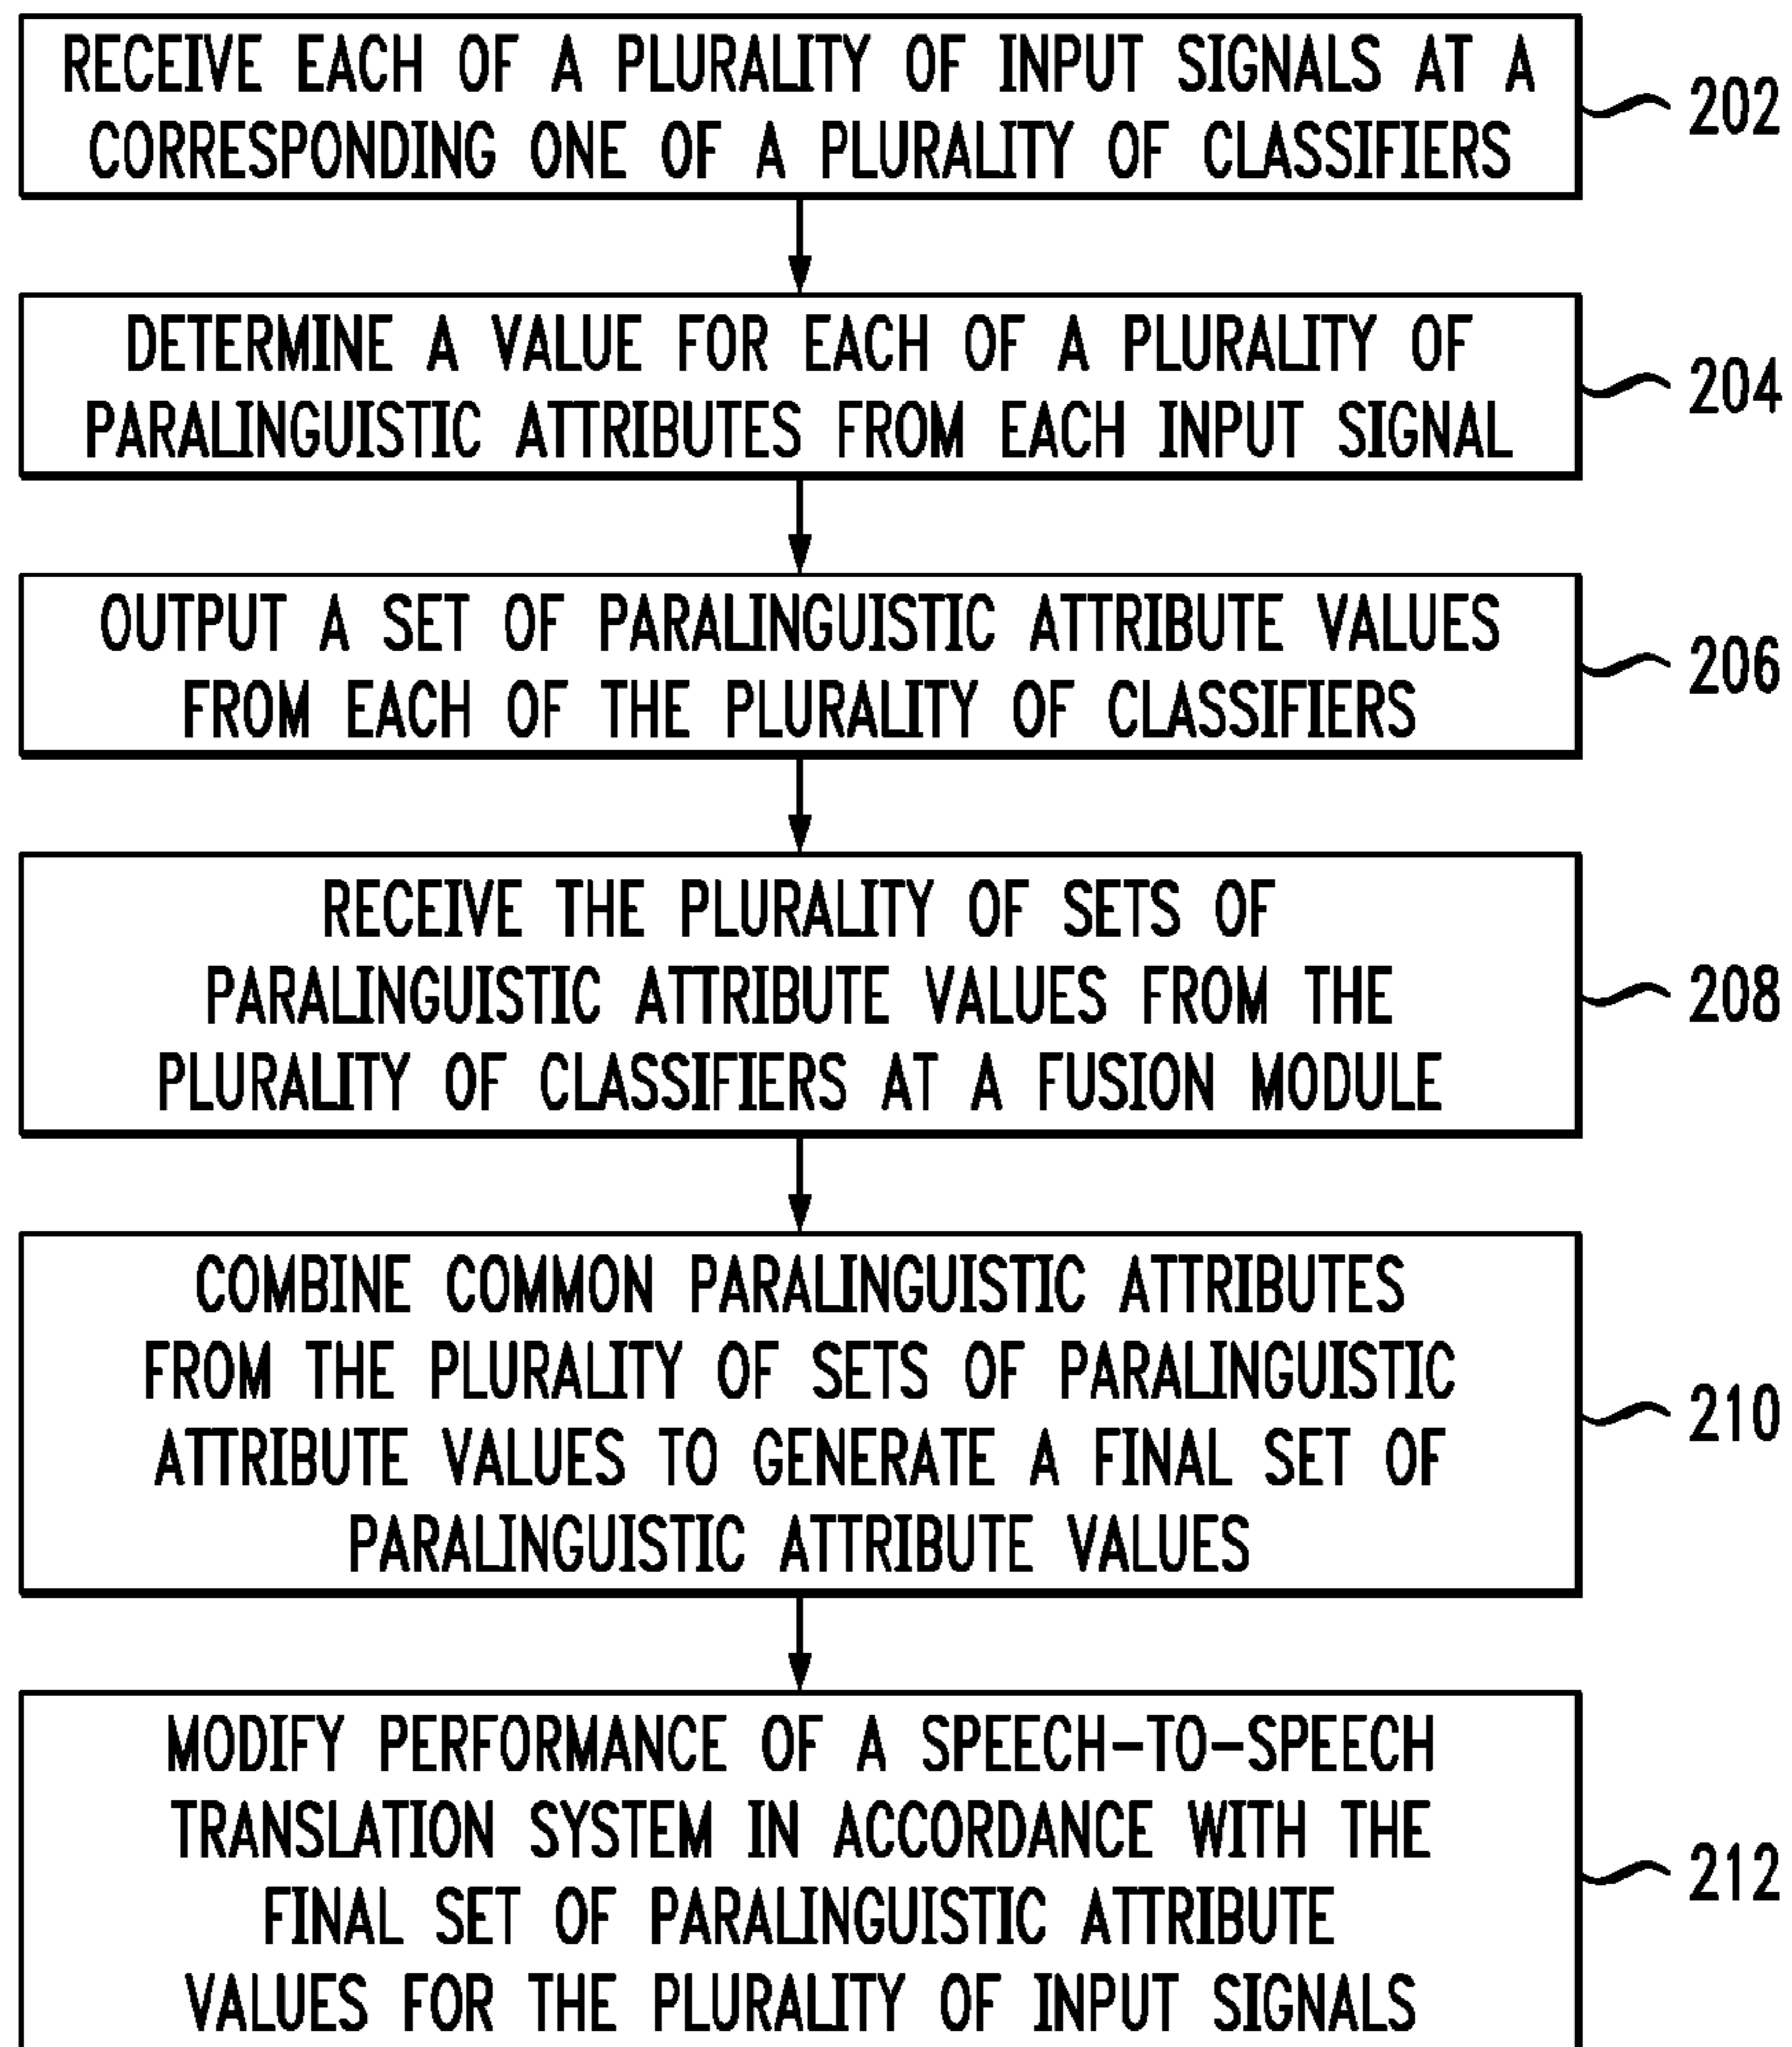 RECEIVE EACH OF A PLURALITY OF INPUT SIGNALS AT A
CORRESPONDING ONE OF A PLURALITY OF CLASSIFIERS
202
DETERMINE A VALUE FOR EACH OF A PLURALITY OF
PARALINGUISTIC ATTRIBUTES FROM EACH INPUT SIGNAL
204
OUTPUT A SET OF PARALINGUISTIC ATTRIBUTE VALUES
FROM EACH OF THE PLURALITY OF CLASSIFIERS
206
RECEIVE THE PLURALITY OF SETS OF
PARALINGUISTIC ATTRIBUTE VALUES FROM THE
PLURALITY OF CLASSIFIERS AT A FUSION MODULE
208
COMBINE COMMON PARALINGUISTIC ATTRIBUTES
FROM THE PLURALITY OF SETS OF PARALINGUISTIC
ATTRIBUTE VALUES TO GENERATE A FINAL SET OF
PARALINGUISTIC ATTRIBUTE VALUES
210
MODIFY PERFORMANCE OF A SPEECH-TO-SPEECH
TRANSLATION SYSTEM IN ACCORDANCE WITH THE
FINAL SET OF PARALINGUISTIC ATTRIBUTE
VALUES FOR THE PLURALITY OF INPUT SIGNALS
212